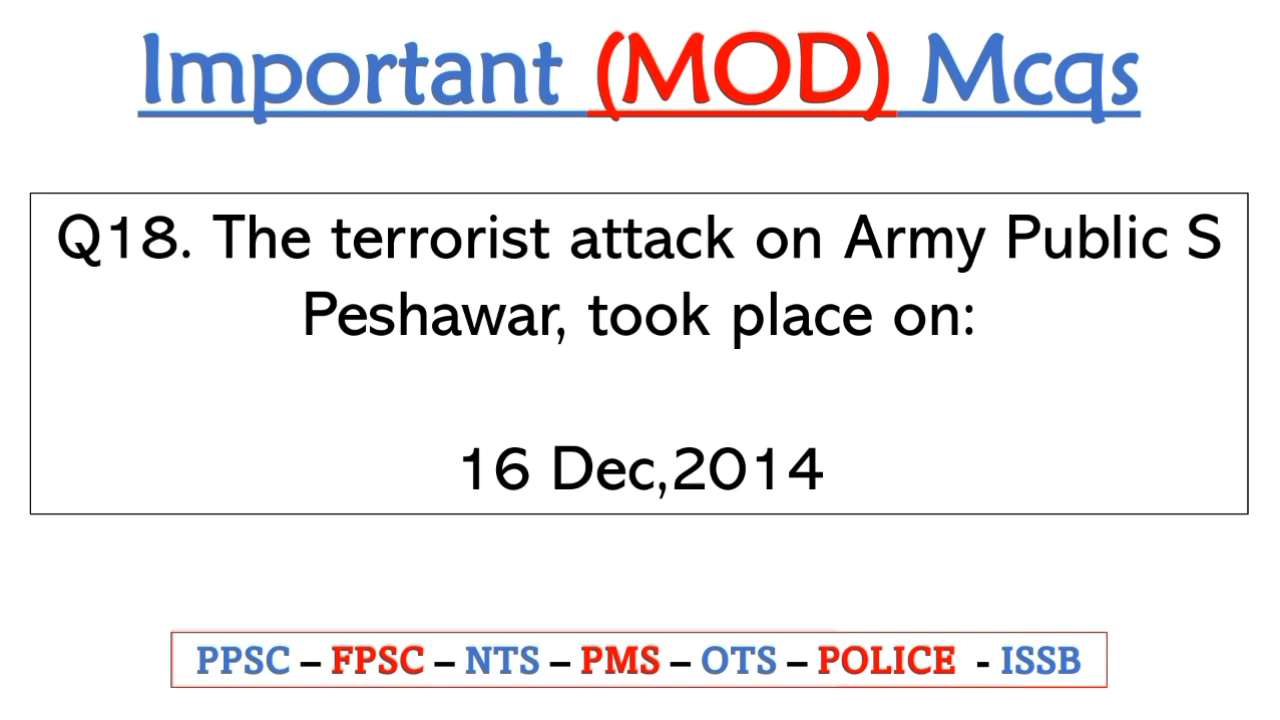 Important (MOD) Mcqs
Q18. The terrorist attack on Army Public S
Peshawar, took place on:
16 Dec,2014
PPSC – FPSC – NTS – PMS – OTS – POLICE - ISSB